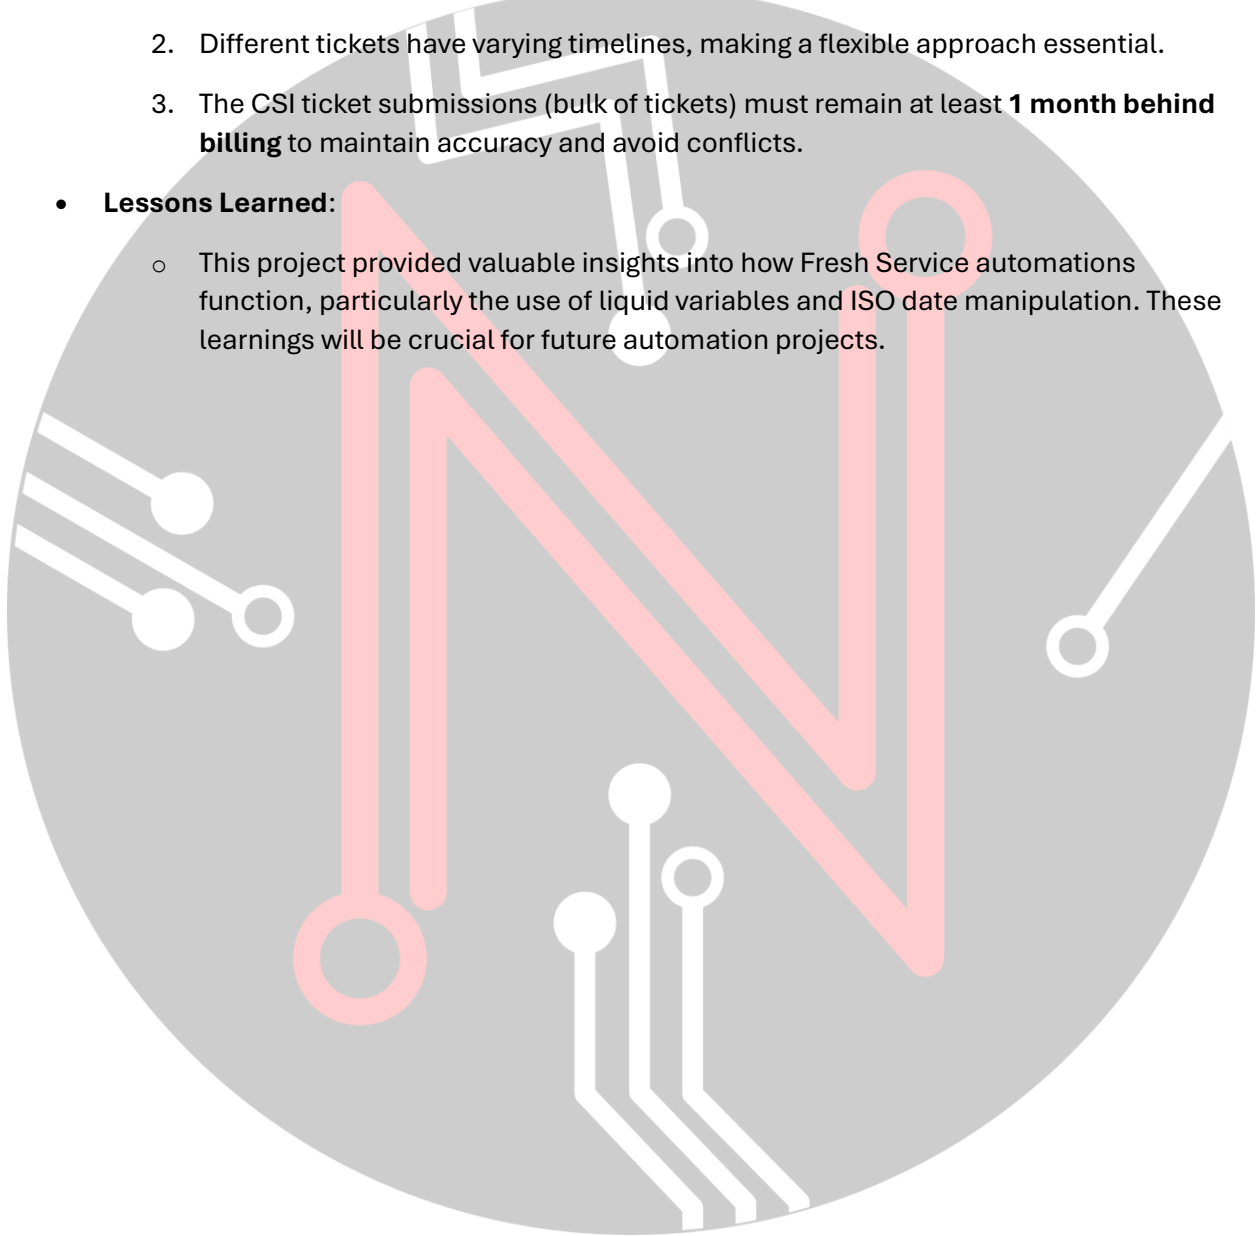 2. Different tickets have varying timelines, making a flexible approach essential.
3. The CSI ticket submissions (bulk of tickets) must remain at least 1 month behind
billing to maintain accuracy and avoid conflicts.
• Lessons Learned:
○ This project provided valuable insights into how Fresh Service automations
function, particularly the use of liquid variables and ISO date manipulation. These
learnings will be crucial for future automation projects.